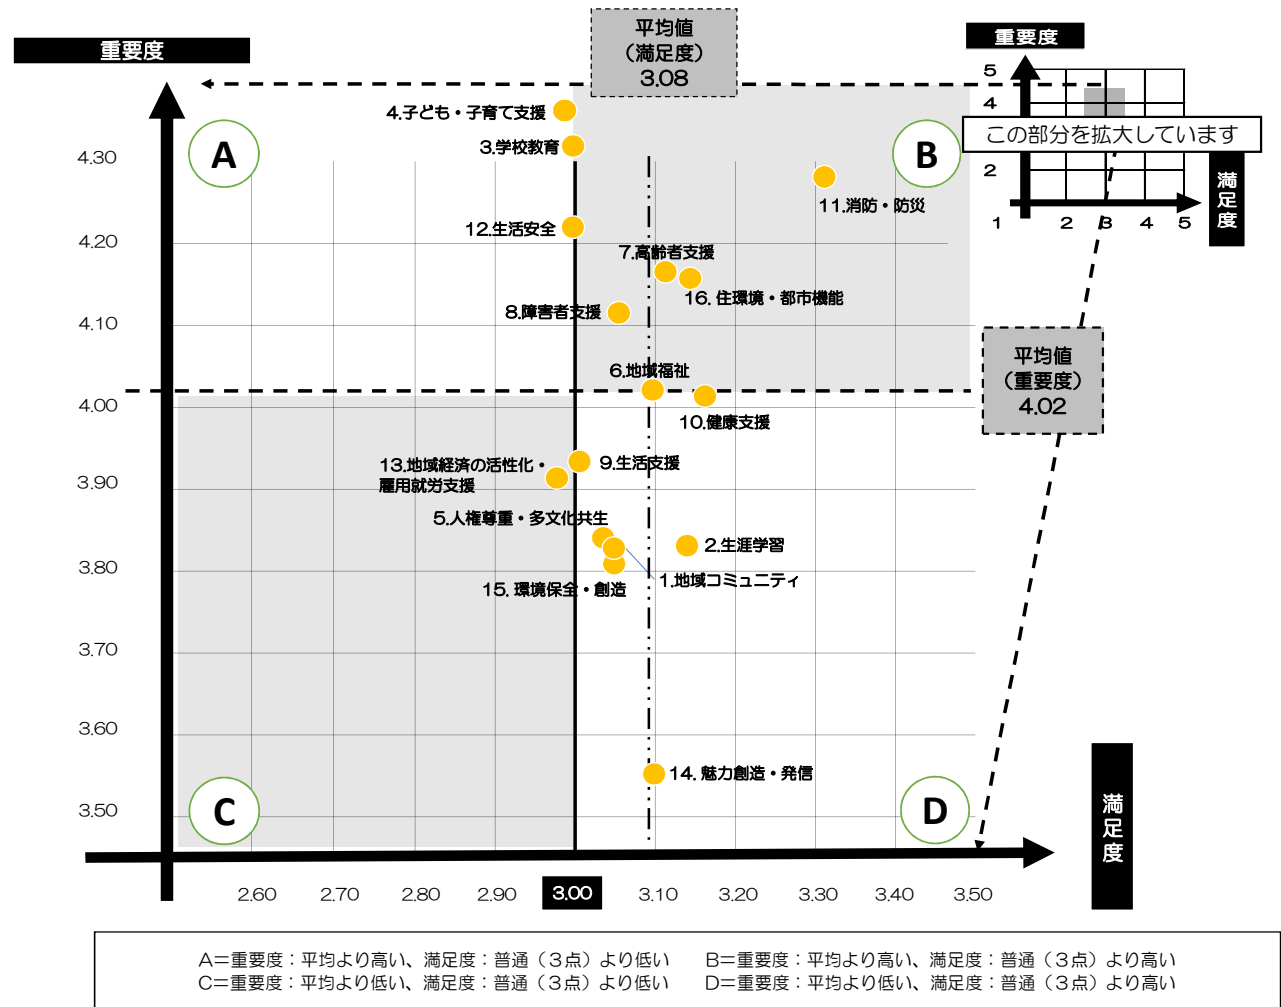 重要度
平均値
（満足度）
3.08
重要度
5
4
この部分を拡大しています
2
1
2
3
4
5
満足度
A
B
4.子ども・子育て支援
3.学校教育
4.30
11.消防・防災
12.生活安全
4.20
7.高齢者支援
16. 住環境・都市機能
8.障害者支援
4.10
平均値
（重要度）
4.02
6.地域福祉
4.00
10.健康支援
13.地域経済の活性化・
雇用就労支援
9.生活支援
3.90
5.人権尊重・多文化共生
2.生涯学習
3.80
1.地域コミュニティ
15. 環境保全・創造
3.70
3.60
14. 魅力創造・発信
3.50
C
D
満足度
2.60
2.70
2.80
2.90
3.00
3.10
3.20
3.30
3.40
3.50
A＝重要度：平均より高い、満足度：普通（３点）より低い
B＝重要度：平均より高い、満足度：普通（３点）より高い
C＝重要度：平均より低い、満足度：普通（３点）より低い
D＝重要度：平均より低い、満足度：普通（３点）より高い